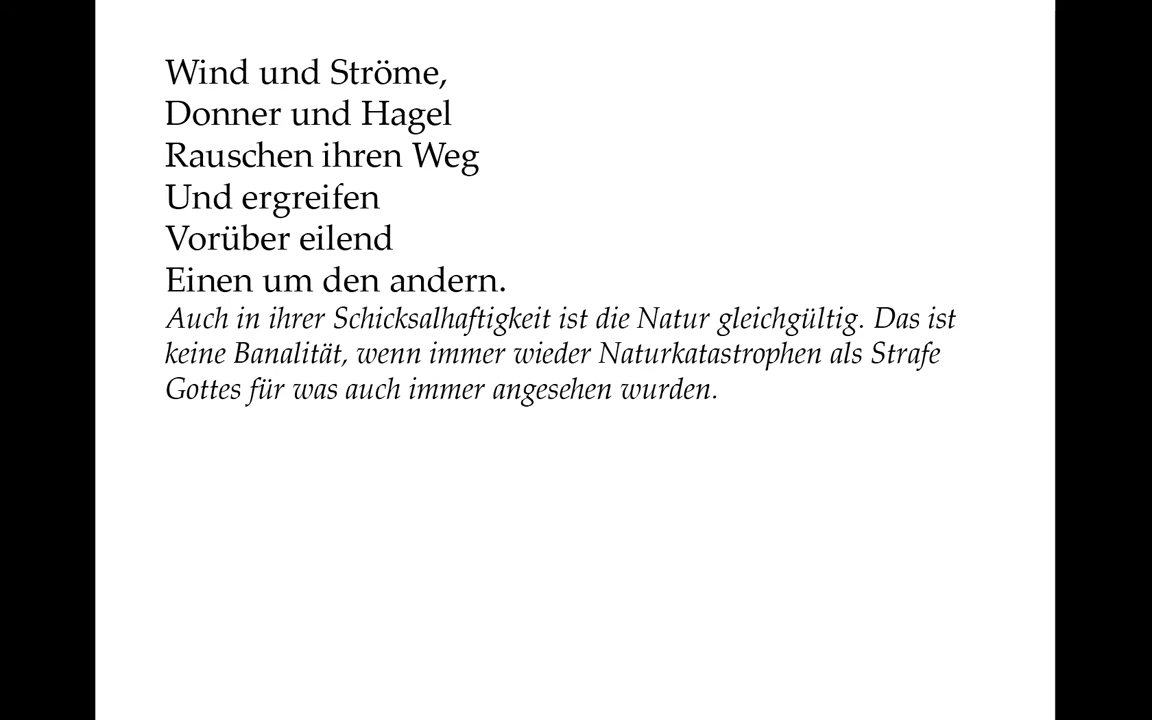 Wind und Ströme,
Donner und Hagel
Rauschen ihren Weg
Und ergreifen
Vorüber eilend
Einen um den andern.
Auch in ihrer Schicksalhaftigkeit ist die Natur gleichgültig. Das ist
keine Banalität, wenn immer wieder Naturkatastrophen als Strafe
Gottes für was auch immer angesehen wurden.